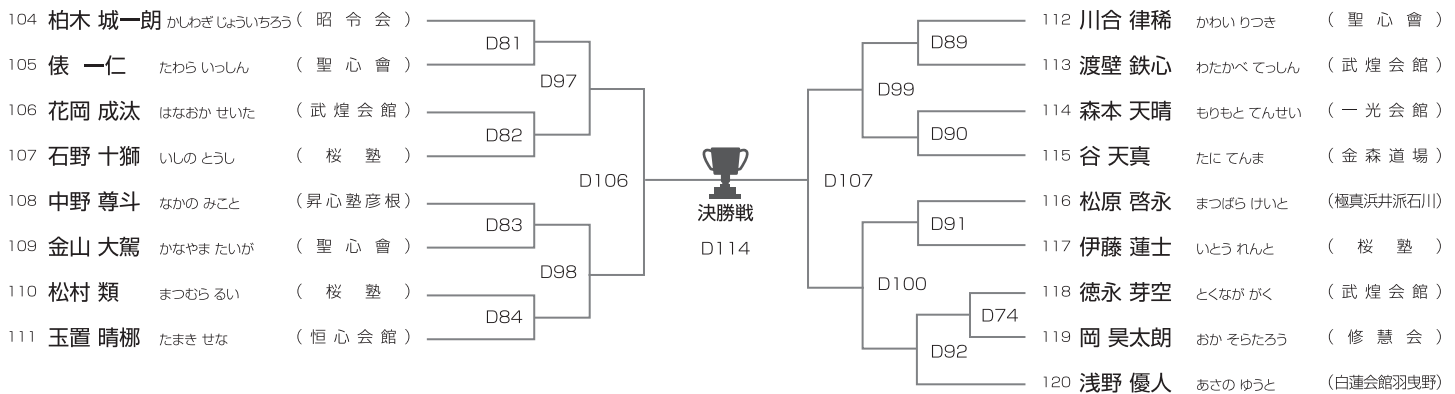 104 柏木 城一朗 かしわぎ じょういちろう ( 昭 令 会 )
105 俵 一仁 たわら いっしん ( 聖 心 會 )
106 花岡 成汰 はなおか せいた ( 武 煌 会 館 )
107 石野 十獅 いしの とうし ( 桜 塾 )
108 中野 尊斗 なかの みこと (昇心塾彦根)
109 金山 大駕 かなやま たいが ( 聖 心 會 )
110 松村 類 まつむら るい ( 桜 塾 )
111 玉置 晴梛 たまき せな ( 恒 心 会 館 )
D81
D97
D82
D106
D83
D98
D84
決勝戦
D114
D89
D99
D90
D107
D91
D100
D74
D92
112 川合 律稀 かわい りつき ( 聖 心 會 )
113 渡壁 鉄心 わたかべ てっしん ( 武 煌 会 館 )
114 森本 天晴 もりもと てんせい ( 一 光 会 館 )
115 谷 天真 たに てんま ( 金 森 道 場 )
116 松原 啓永 まつばら けいと (極真浜井派石川)
117 伊藤 蓮士 いとう れんと ( 桜 塾 )
118 徳永 芽空 とくなが がく ( 武 煌 会 館 )
119 岡 昊太朗 おか そらたろう ( 修 慧 会 )
120 浅野 優人 あさの ゆうと (白蓮会館羽曳野)